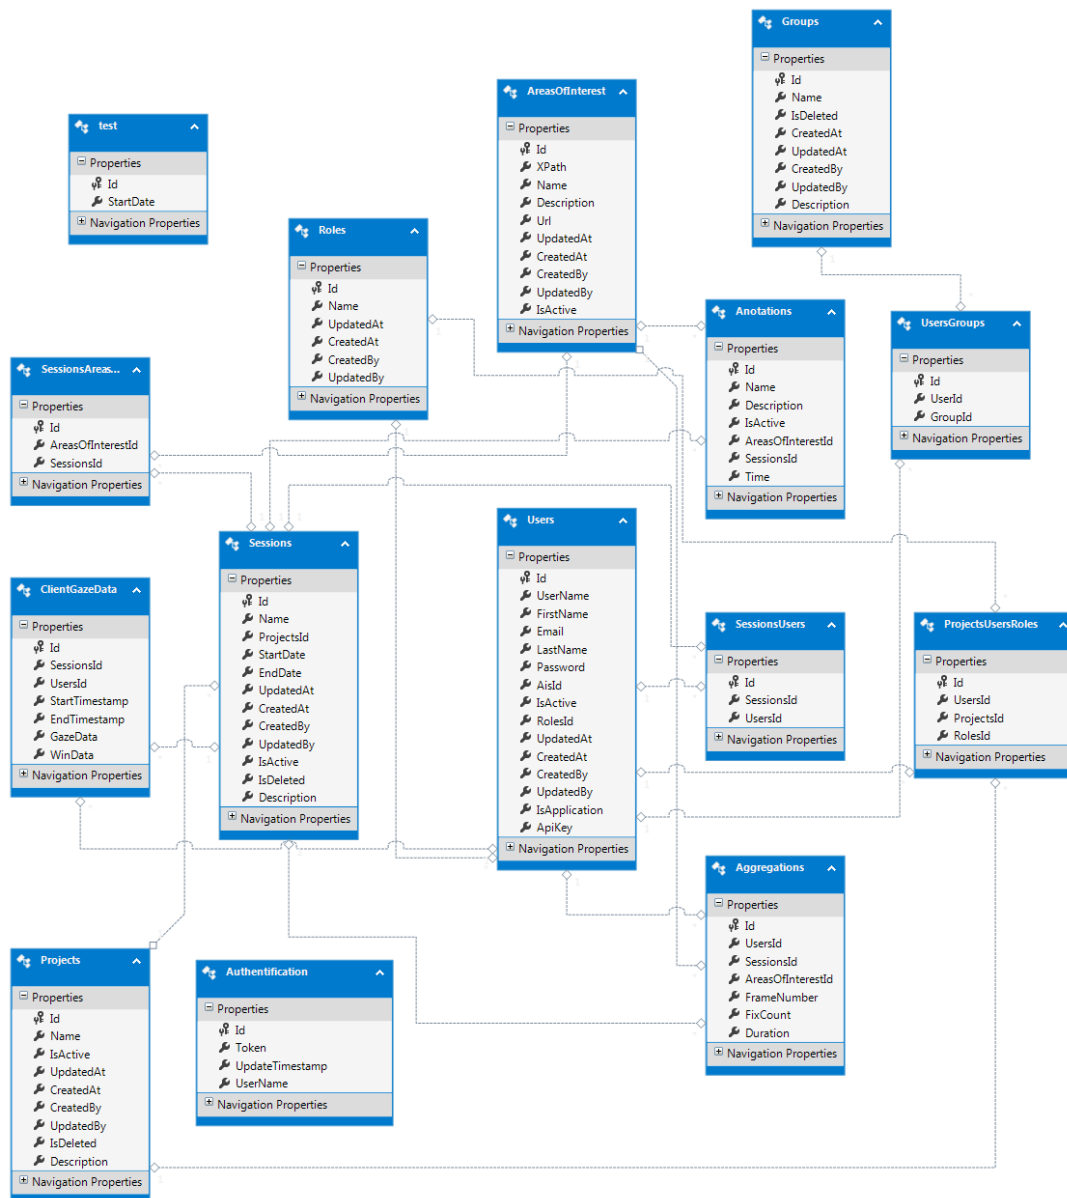 Groups
Properties
Id
Name
IsDeleted
CreatedAt
UpdatedAt
CreatedBy
UpdatedBy
Description
Navigation Properties
AreasOfInterest
Properties
Id
XPath
Name
Description
Url
UpdatedAt
CreatedAt
CreatedBy
UpdatedBy
IsActive
Navigation Properties
test
Properties
Id
StartDate
Navigation Properties
Roles
Properties
Id
Name
UpdatedAt
CreatedAt
CreatedBy
UpdatedBy
Navigation Properties
Anotations
Properties
Id
Name
Description
IsActive
AreasOfInterestId
SessionsId
Time
Navigation Properties
UsersGroups
Properties
Id
UserId
GroupId
Navigation Properties
SessionsAreas...
Properties
Id
AreasOfInterestId
SessionsId
Navigation Properties
Sessions
Properties
Id
Name
ProjectsId
StartDate
EndDate
UpdatedAt
CreatedAt
CreatedBy
UpdatedBy
IsActive
IsDeleted
Description
Navigation Properties
Users
Properties
Id
UserName
FirstName
Email
LastName
Password
AisId
IsActive
RolesId
UpdatedAt
CreatedAt
CreatedBy
UpdatedBy
IsApplication
ApiKey
Navigation Properties
ClientGazeData
Properties
Id
SessionsId
UsersId
StartTimestamp
EndTimestamp
GazeData
WinData
Navigation Properties
SessionsUsers
Properties
Id
SessionsId
UsersId
Navigation Properties
ProjectsUsersRoles
Properties
Id
UsersId
ProjectsId
RolesId
Navigation Properties
Aggregations
Properties
Id
UsersId
SessionsId
AreasOfInterestId
FrameNumber
FixCount
Duration
Navigation Properties
Projects
Properties
Id
Name
IsActive
UpdatedAt
CreatedAt
CreatedBy
UpdatedBy
IsDeleted
Description
Navigation Properties
Authentification
Properties
Id
Token
UpdateTimestamp
UserName
Navigation Properties